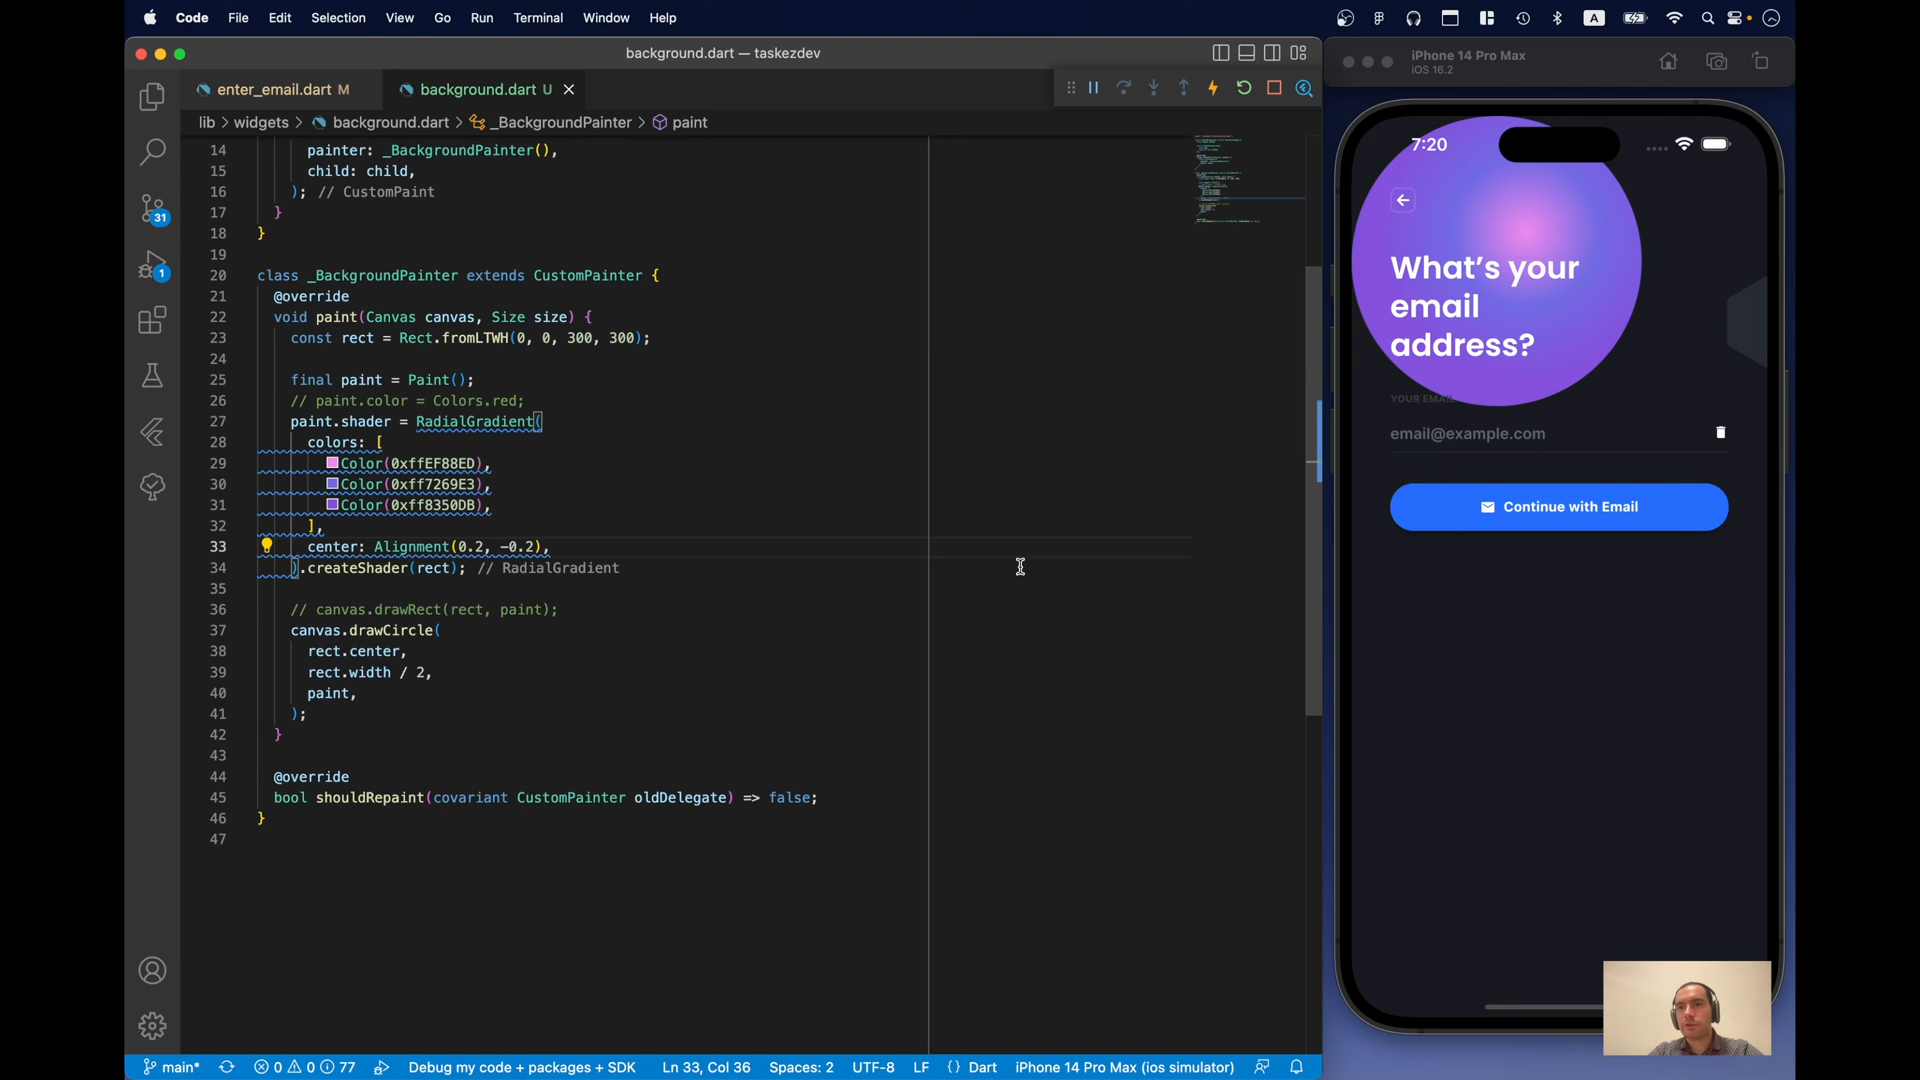 Code File Edit Selection View Go Run Terminal Window Help
A
background.dart — taskezdev
enter_email.dart M
background.dart U
lib > widgets > background.dart > _BackgroundPainter > paint
14 painter: _BackgroundPainter(),
15 child: child,
16 ); // CustomPaint
17 }
18 }
19
20 class _BackgroundPainter extends CustomPainter {
21 @override
22 void paint(Canvas canvas, Size size) {
23 const rect = Rect.fromLTWH(0, 0, 300, 300);
24
25 final paint = Paint();
26 // paint.color = Colors.red;
27 paint.shader = RadialGradient(
28 colors: [
29 Color(0xffEF88ED),
30 Color(0xff7269E3),
31 Color(0xff8350DB),
32 ],
33 center: Alignment(0.2, -0.2),
34 ).createShader(rect); // RadialGradient
35
36 // canvas.drawRect(rect, paint);
37 canvas.drawCircle(
38 rect.center,
39 rect.width / 2,
40 paint,
41 );
42 }
43
44 @override
45 bool shouldRepaint(covariant CustomPainter oldDelegate) => false;
46 }
47
31
1
main* 0 0 77 Debug my code + packages + SDK Ln 33, Col 36 Spaces: 2 UTF-8 LF {} Dart iPhone 14 Pro Max (ios simulator)
iPhone 14 Pro Max
iOS 16.2
7:20
What's your
email
address?
YOUR EMAIL
email@example.com
Continue with Email